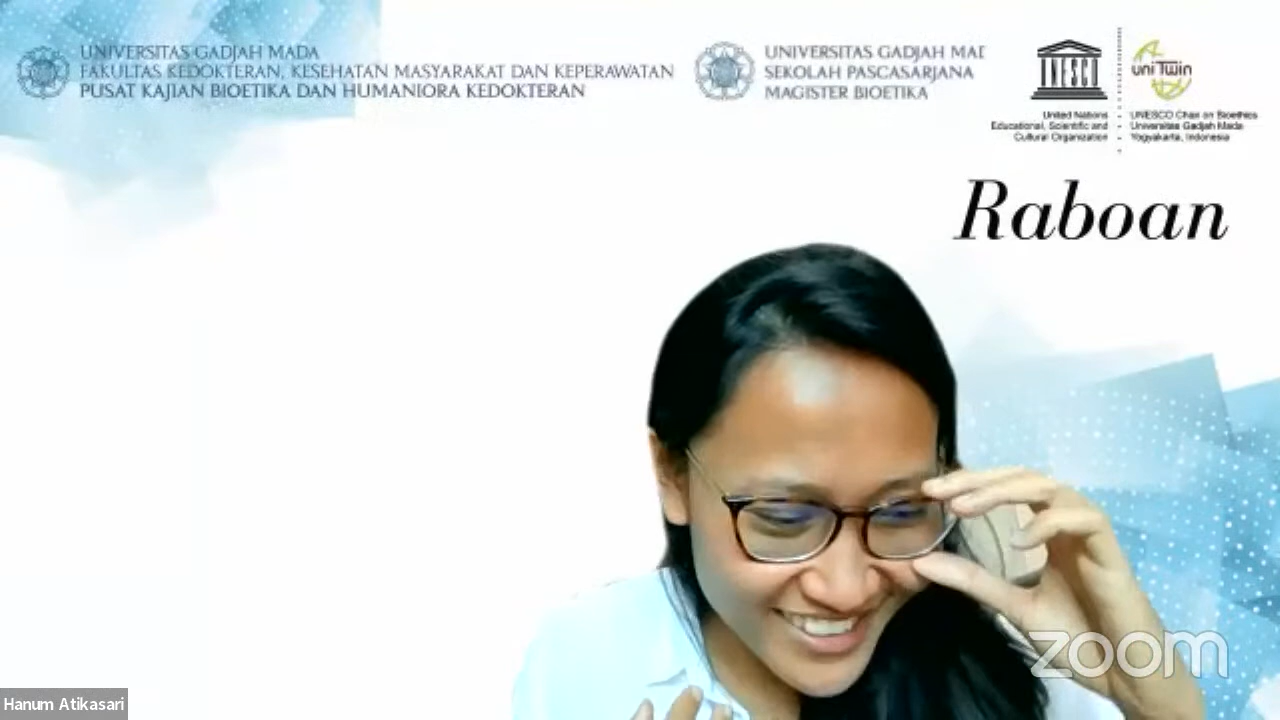 UNIVERSITAS GADJAH MADA
FAKULTAS KEDOKTERAN, KESEHATAN MASYARAKAT DAN KEPERAWATAN
PUSAT KAJIAN BIOETIKA DAN HUMANIORA KEDOKTERAN
UNIVERSITAS GADJAH MAD
SEKOLAH PASCASARJANA
MAGISTER BIOETIKA
UNESCO
United Nations
Educational, Scientific and
Cultural Organization
uniTwin
UNESCO Chair on Bioethics
Universitas Gadjah Mada
Yogyakarta, Indonesia
Raboan
zoom
Hanum Atikasari